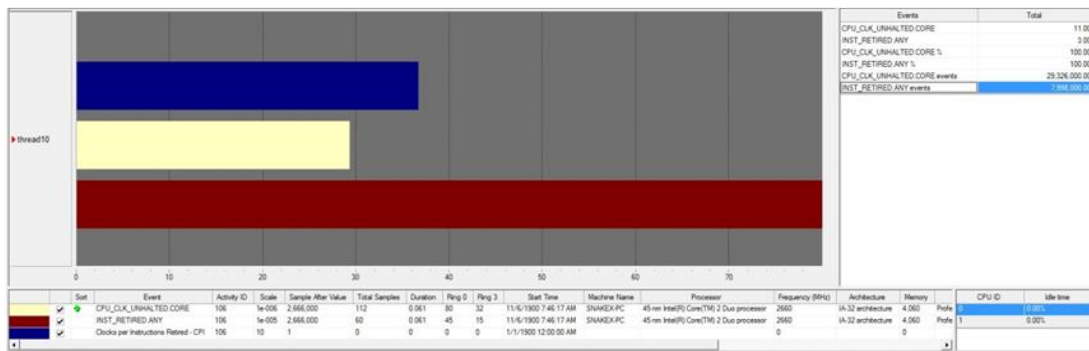 Events Total
CPU_CLK_UNHALTED.CORE 11.00
INST_RETIRED.ANY 3.00
CPU_CLK_UNHALTED.CORE % 100.00
INST_RETIRED.ANY % 100.00
CPU_CLK_UNHALTED.CORE events 29,326,000.00
INST_RETIRED.ANY events 7,998,000.00
thread10
0 10 20 30 40 50 60 70
Sort Event Activity ID Scale Sample After Value Total Samples Duration Ring 0 Ring 3 Start Time Machine Name Processor Frequency (MHz) Architecture Memory
CPU_CLK_UNHALTED.CORE 106 1e-006 2,666,000 112 0.061 80 32 11/6/1900 7:46:17 AM SNAKEX-PC 45 nm Intel(R) Core(TM) 2 Duo processor 2660 IA-32 architecture 4,060 Profe
INST_RETIRED.ANY 106 1e-005 2,666,000 60 0.061 45 15 11/6/1900 7:46:17 AM SNAKEX-PC 45 nm Intel(R) Core(TM) 2 Duo processor 2660 IA-32 architecture 4,060 Profe
Clocks per Instructions Retired - CPI 106 10 1 0 0 0 0 1/1/1900 12:00:00 AM 0 0
CPU ID Idle time
0 0.00%
1 0.00%